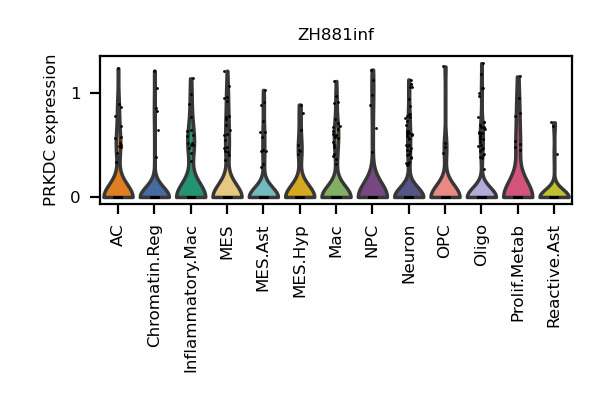 ZH881inf
PRKDC expression
1
0
AC
Chromatin.Reg
Inflammatory.Mac
MES
MES.Ast
MES.Hyp
Mac
NPC
Neuron
OPC
Oligo
Prolif.Metab
Reactive.Ast